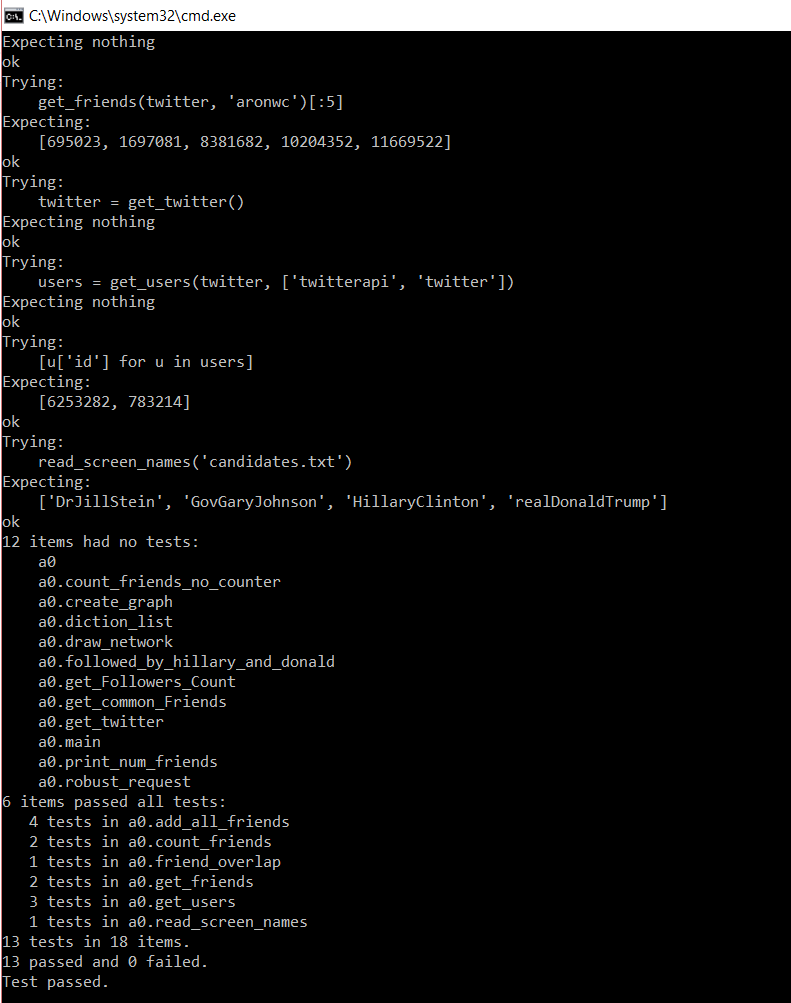 C:\Windows\system32\cmd.exe
Expecting nothing
ok
Trying:
    get_friends(twitter, 'aronwc')[:5]
Expecting:
    [695023, 1697081, 8381682, 10204352, 11669522]
ok
Trying:
    twitter = get_twitter()
Expecting nothing
ok
Trying:
    users = get_users(twitter, ['twitterapi', 'twitter'])
Expecting nothing
ok
Trying:
    [u['id'] for u in users]
Expecting:
    [6253282, 783214]
ok
Trying:
    read_screen_names('candidates.txt')
Expecting:
    ['DrJillStein', 'GovGaryJohnson', 'HillaryClinton', 'realDonaldTrump']
ok
12 items had no tests:
    a0
    a0.count_friends_no_counter
    a0.create_graph
    a0.diction_list
    a0.draw_network
    a0.followed_by_hillary_and_donald
    a0.get_Followers_Count
    a0.get_common_Friends
    a0.get_twitter
    a0.main
    a0.print_num_friends
    a0.robust_request
6 items passed all tests:
   4 tests in a0.add_all_friends
   2 tests in a0.count_friends
   1 tests in a0.friend_overlap
   2 tests in a0.get_friends
   3 tests in a0.get_users
   1 tests in a0.read_screen_names
13 tests in 18 items.
13 passed and 0 failed.
Test passed.